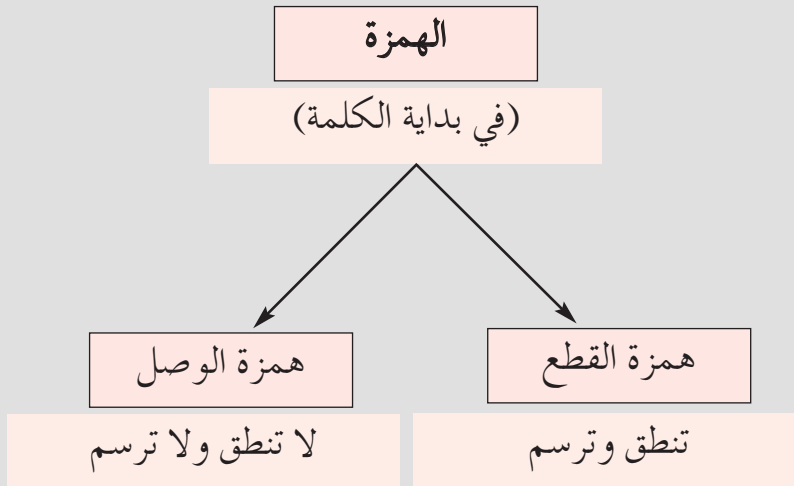 الهمزة
(في بداية الكلمة)
همزة القطع
تنطق وترسم
همزة الوصل
لا تنطق ولا ترسم